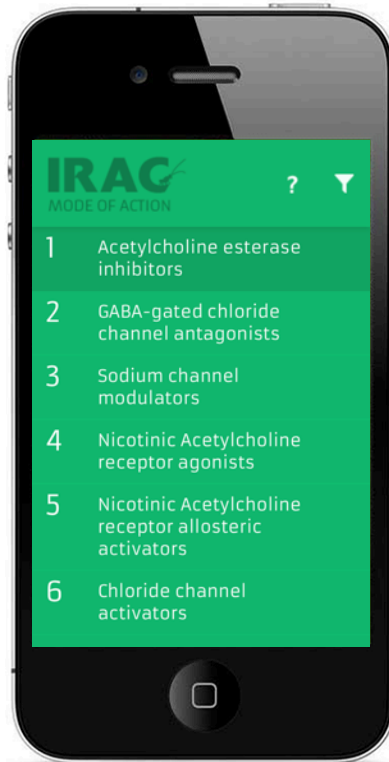 IRAC
MODE OF ACTION
?
1 Acetylcholine esterase
inhibitors
2 GABA-gated chloride
channel antagonists
3 Sodium channel
modulators
4 Nicotinic Acetylcholine
receptor agonists
5 Nicotinic Acetylcholine
receptor allosteric
activators
6 Chloride channel
activators